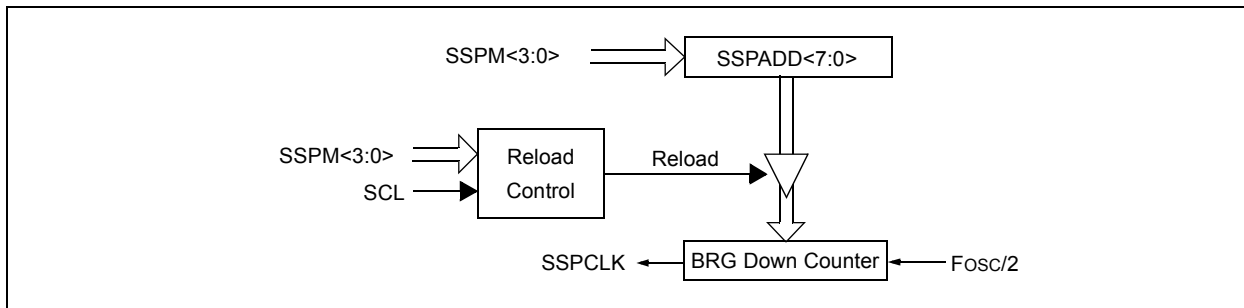 SSPM<3:0>
SSPADD<7:0>
SSPM<3:0>
SCL
Reload
Control
Reload
SSPCLK
BRG Down Counter
FOSC/2